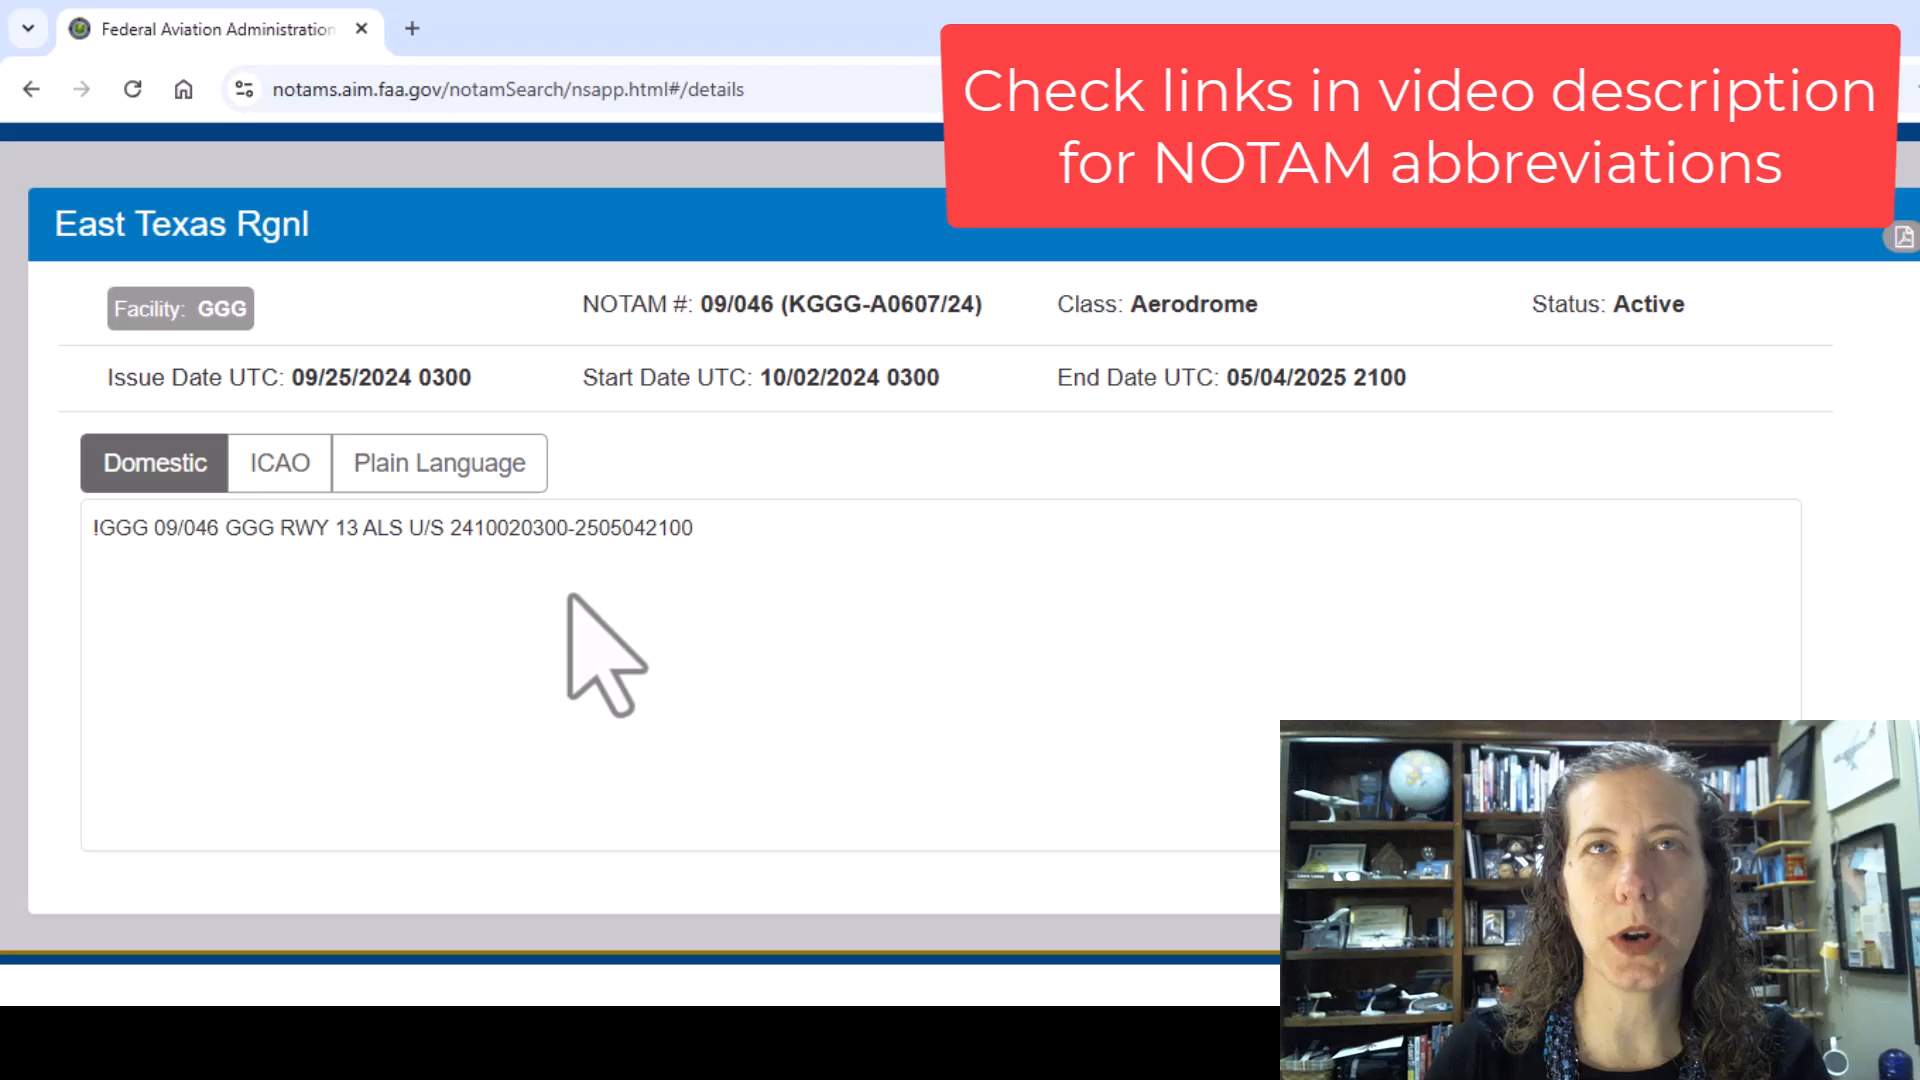 Federal Aviation Administration
notams.aim.faa.gov/notamSearch/nsapp.html#/details
Check links in video description
for NOTAM abbreviations
East Texas Rgnl
Facility: GGG
NOTAM #: 09/046 (KGGG-A0607/24)
Class: Aerodrome
Status: Active
Issue Date UTC: 09/25/2024 0300
Start Date UTC: 10/02/2024 0300
End Date UTC: 05/04/2025 2100
Domestic
ICAO
Plain Language
!GGG 09/046 GGG RWY 13 ALS U/S 2410020300-2505042100